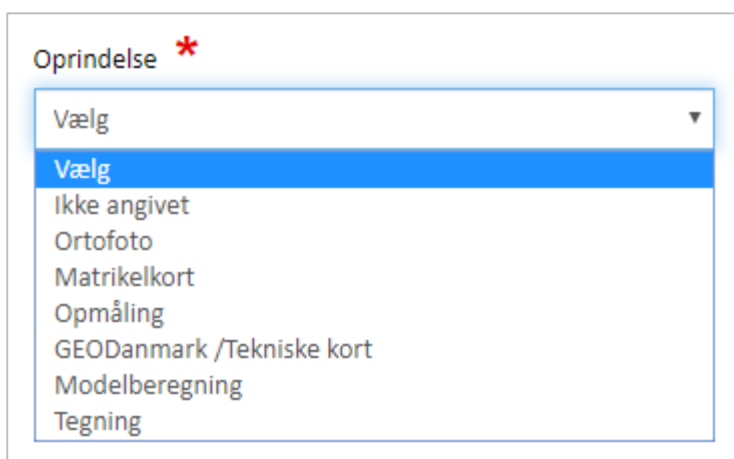 Oprindelse *
Vælg ▼
Vælg
Ikke angivet
Ortofoto
Matrikelkort
Opmåling
GEODanmark /Tekniske kort
Modelberegning
Tegning